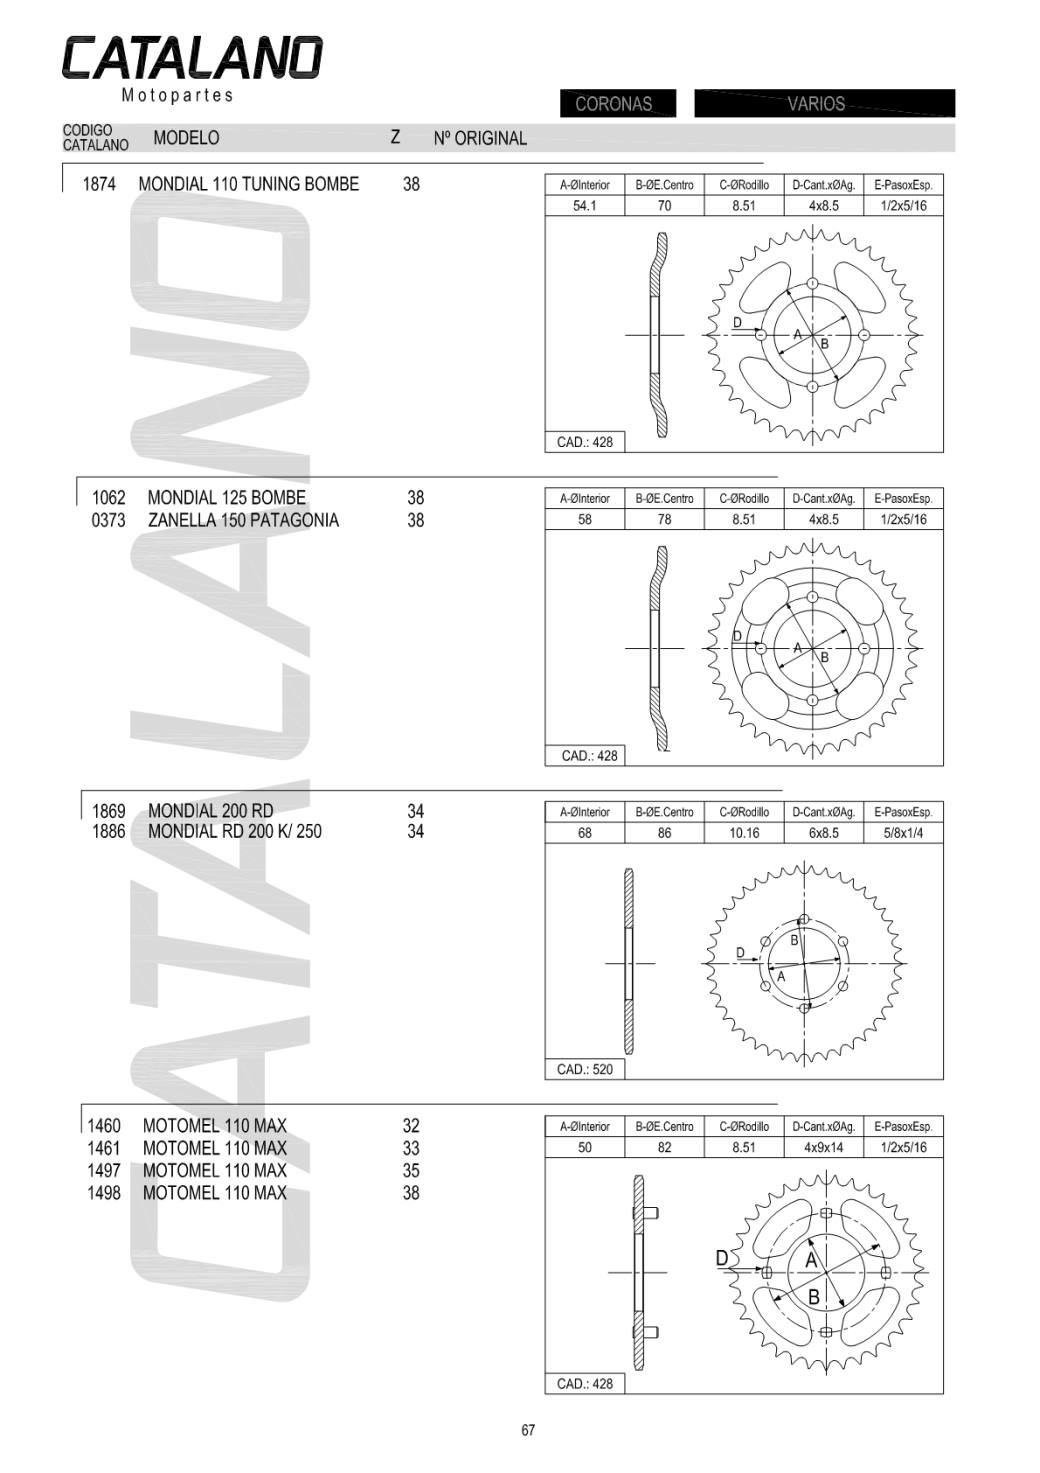 CATALANO
Motopartes
CORONAS VARIOS
CODIGO CATALANO MODELO Z Nº ORIGINAL
1874 MONDIAL 110 TUNING BOMBE 38
A-ØInterior B-ØE.Centro C-ØRodillo D-Cant.xØAg. E-PasoxEsp.
54.1 70 8.51 4x8.5 1/2x5/16
D A B
CAD.: 428
1062 MONDIAL 125 BOMBE 38
0373 ZANELLA 150 PATAGONIA 38
A-ØInterior B-ØE.Centro C-ØRodillo D-Cant.xØAg. E-PasoxEsp.
58 78 8.51 4x8.5 1/2x5/16
D A B
CAD.: 428
1869 MONDIAL 200 RD 34
1886 MONDIAL RD 200 K/ 250 34
A-ØInterior B-ØE.Centro C-ØRodillo D-Cant.xØAg. E-PasoxEsp.
68 86 10.16 6x8.5 5/8x1/4
B
D
A
CAD.: 520
1460 MOTOMEL 110 MAX 32
1461 MOTOMEL 110 MAX 33
1497 MOTOMEL 110 MAX 35
1498 MOTOMEL 110 MAX 38
A-ØInterior B-ØE.Centro C-ØRodillo D-Cant.xØAg. E-PasoxEsp.
50 82 8.51 4x9x14 1/2x5/16
D A
B
CAD.: 428
CATALANO
67